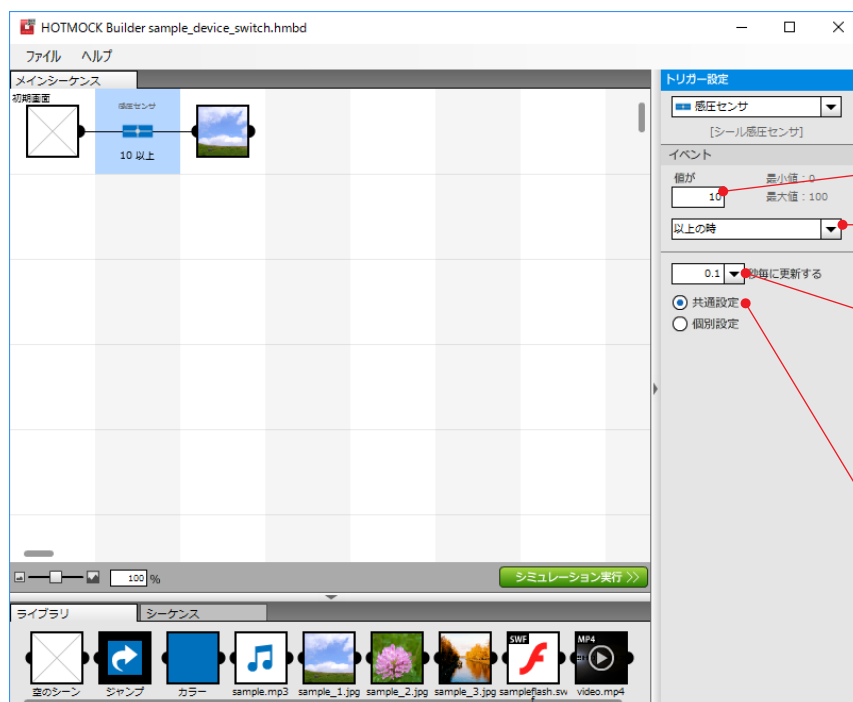 HOTMOCK Builder sample_device_switch.hmbd
ファイル ヘルプ
メインシーケンス
初期画面
感圧センサ
10 以上
100 %
シミュレーション実行
ライブラリ シーケンス
SWF
MP4
空のシーン ジャンプ カラー sample.mp3 sample_1.jpg sample_2.jpg sample_3.jpg sampleflash.sw video.mp4
f
トリガー設定
感圧センサ
[シール感圧センサ]
イベント
値が 最小値：0
10 最大値：100
以上の時
0.1 秒毎に更新する
共通設定
個別設定